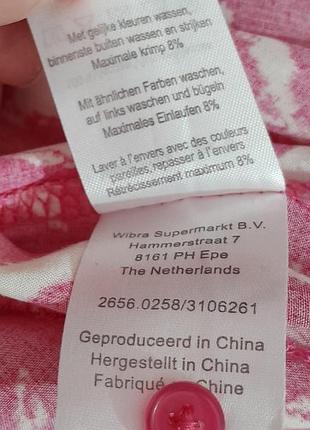 Met gelijke kleuren wassen,
binnenste buiten wassen en strijken
Maximale krimp 8%
Mit ähnlichen Farben waschen,
auf links waschen und bügeln
Maximales Einlaufen 8%
Laver à l'envers avec des couleurs
pareilles, repasser à l'envers
Rétrécissement maximum 8%
Wibra Supermarkt B.V.
Hammerstraat 7
8161 PH Epe
The Netherlands
2656.0258/3106261
Geproduceerd in China
Hergestellt in China
Fabriqué Chine